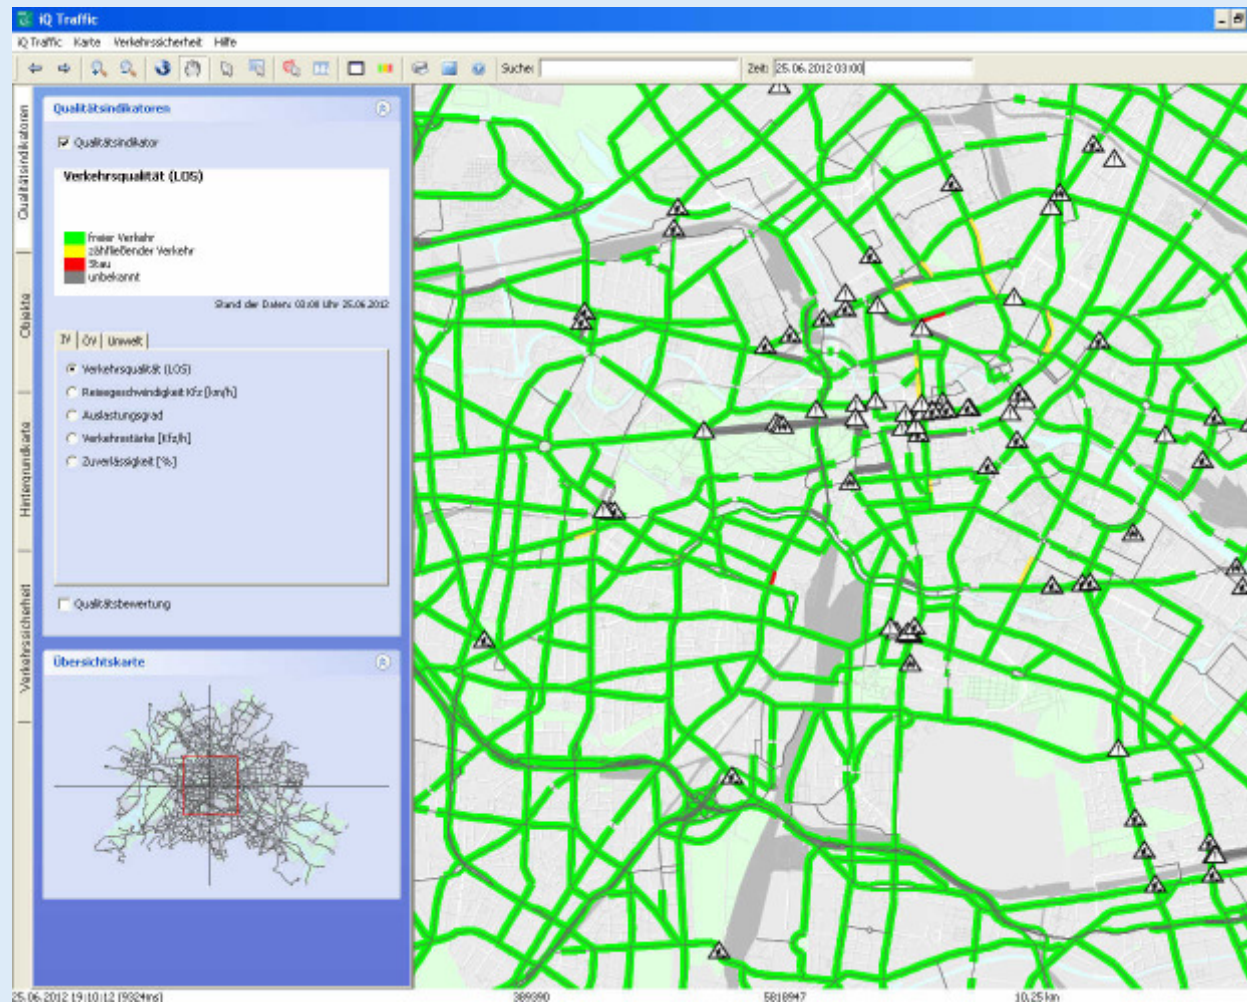 iQ Traffic
iQ Traffic Karte Verkehrssicherheit Hilfe
Suche: Zeit: 25.06.2012 03:00
Qualitätsindikatoren
Objekte
Hintergrundkarte
Verkehrssicherheit
Qualitätsindikatoren
Qualitätsindikator
Verkehrsqualität (LOS)
freier Verkehr
zähfließender Verkehr
Stau
unbekannt
Stand der Daten: 03:00 Uhr 25.06.2012
IV ÖV Umwelt
Verkehrsqualität (LOS)
Reisegeschwindigkeit Kfz [km/h]
Auslastungsgrad
Verkehrsstärke [Kfz/h]
Zuverlässigkeit [%]
Qualitätsbewertung
Übersichtskarte
25.06.2012 19:10:12 (9324ms) 389390 5818947 10,25 km